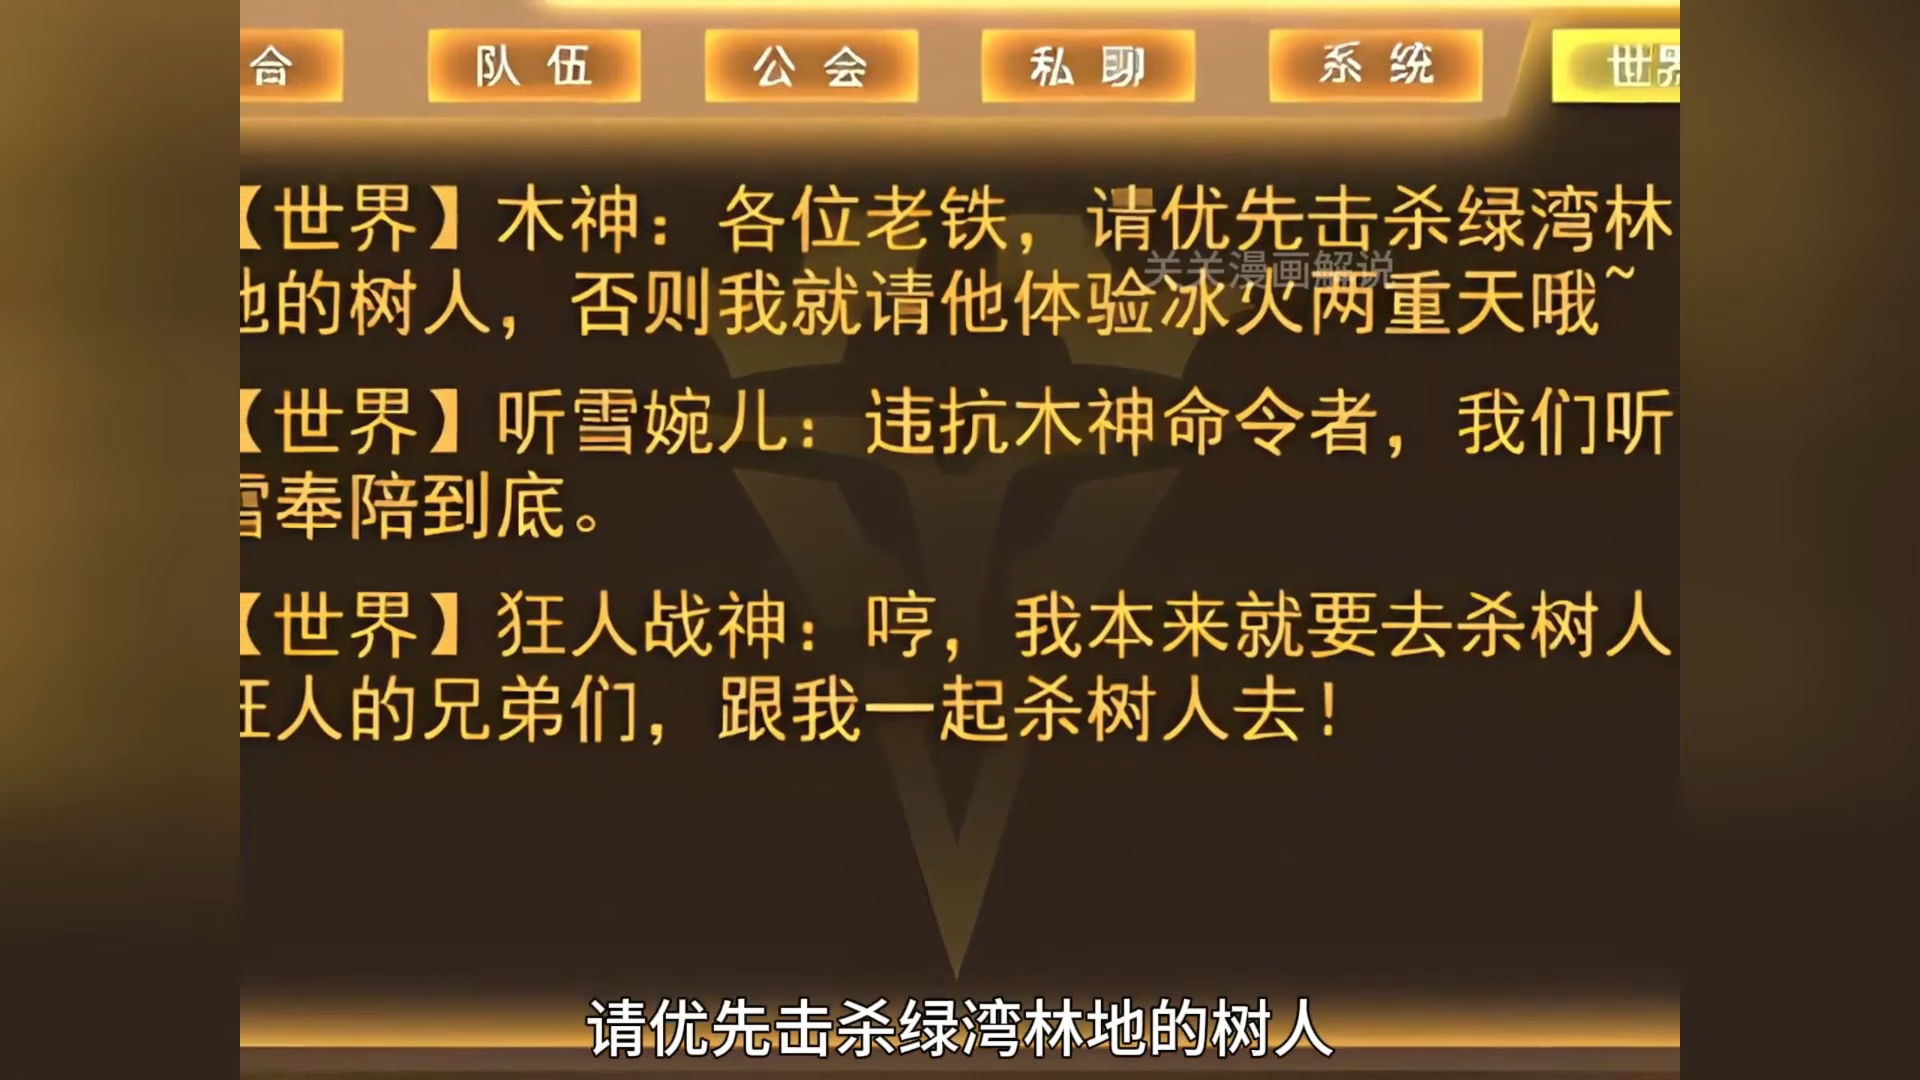 合 队伍 公会 私聊 系统 世界
【世界】木神：各位老铁，请优先击杀绿湾林
地的树人，否则我就请他体验冰火两重天哦~
关关漫画解说
【世界】听雪婉儿：违抗木神命令者，我们听
雪奉陪到底。
【世界】狂人战神：哼，我本来就要去杀树人
狂人的兄弟们，跟我一起杀树人去！
请优先击杀绿湾林地的树人